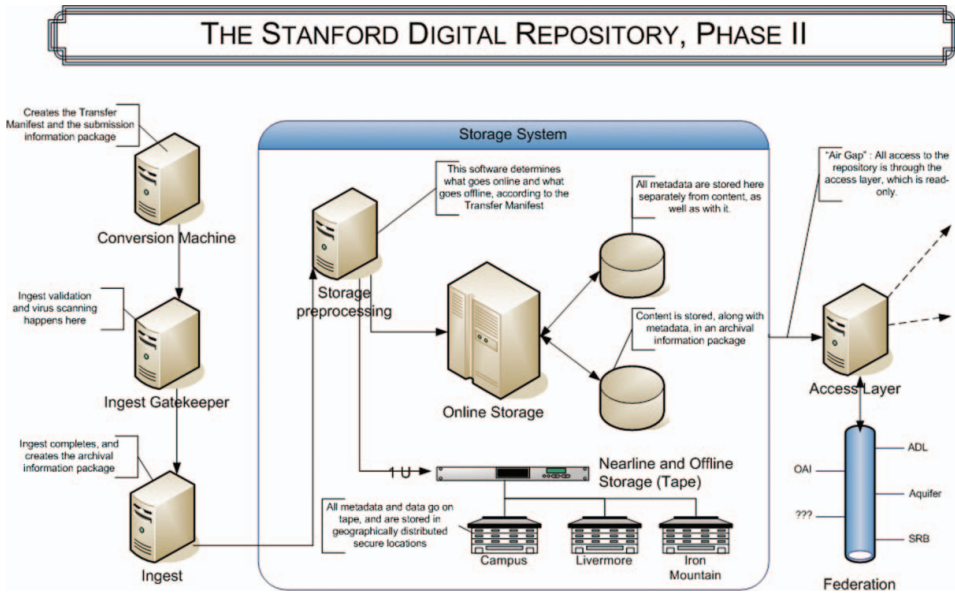 THE STANFORD DIGITAL REPOSITORY, PHASE II
Creates the Transfer
Manifest and the submission
information package
Conversion Machine
Ingest validation
and virus scanning
happens here
Ingest Gatekeeper
Ingest completes, and
creates the archival
information package
Ingest
Storage System
This software determines
what goes online and what
goes offline, according to the
Transfer Manifest
Storage
preprocessing
All metadata are stored here
separately from content, as
well as with it.
Content is stored, along with
metadata, in an archival
information package
Online Storage
1 U
Nearline and Offline
Storage (Tape)
All metadata and data go on
tape, and are stored in
geographically distributed
secure locations
Campus
Livermore
Iron
Mountain
"Air Gap" : All access to the
repository is through the
access layer, which is read-
only.
Access Layer
ADL
OAI
Aquifer
???
SRB
Federation